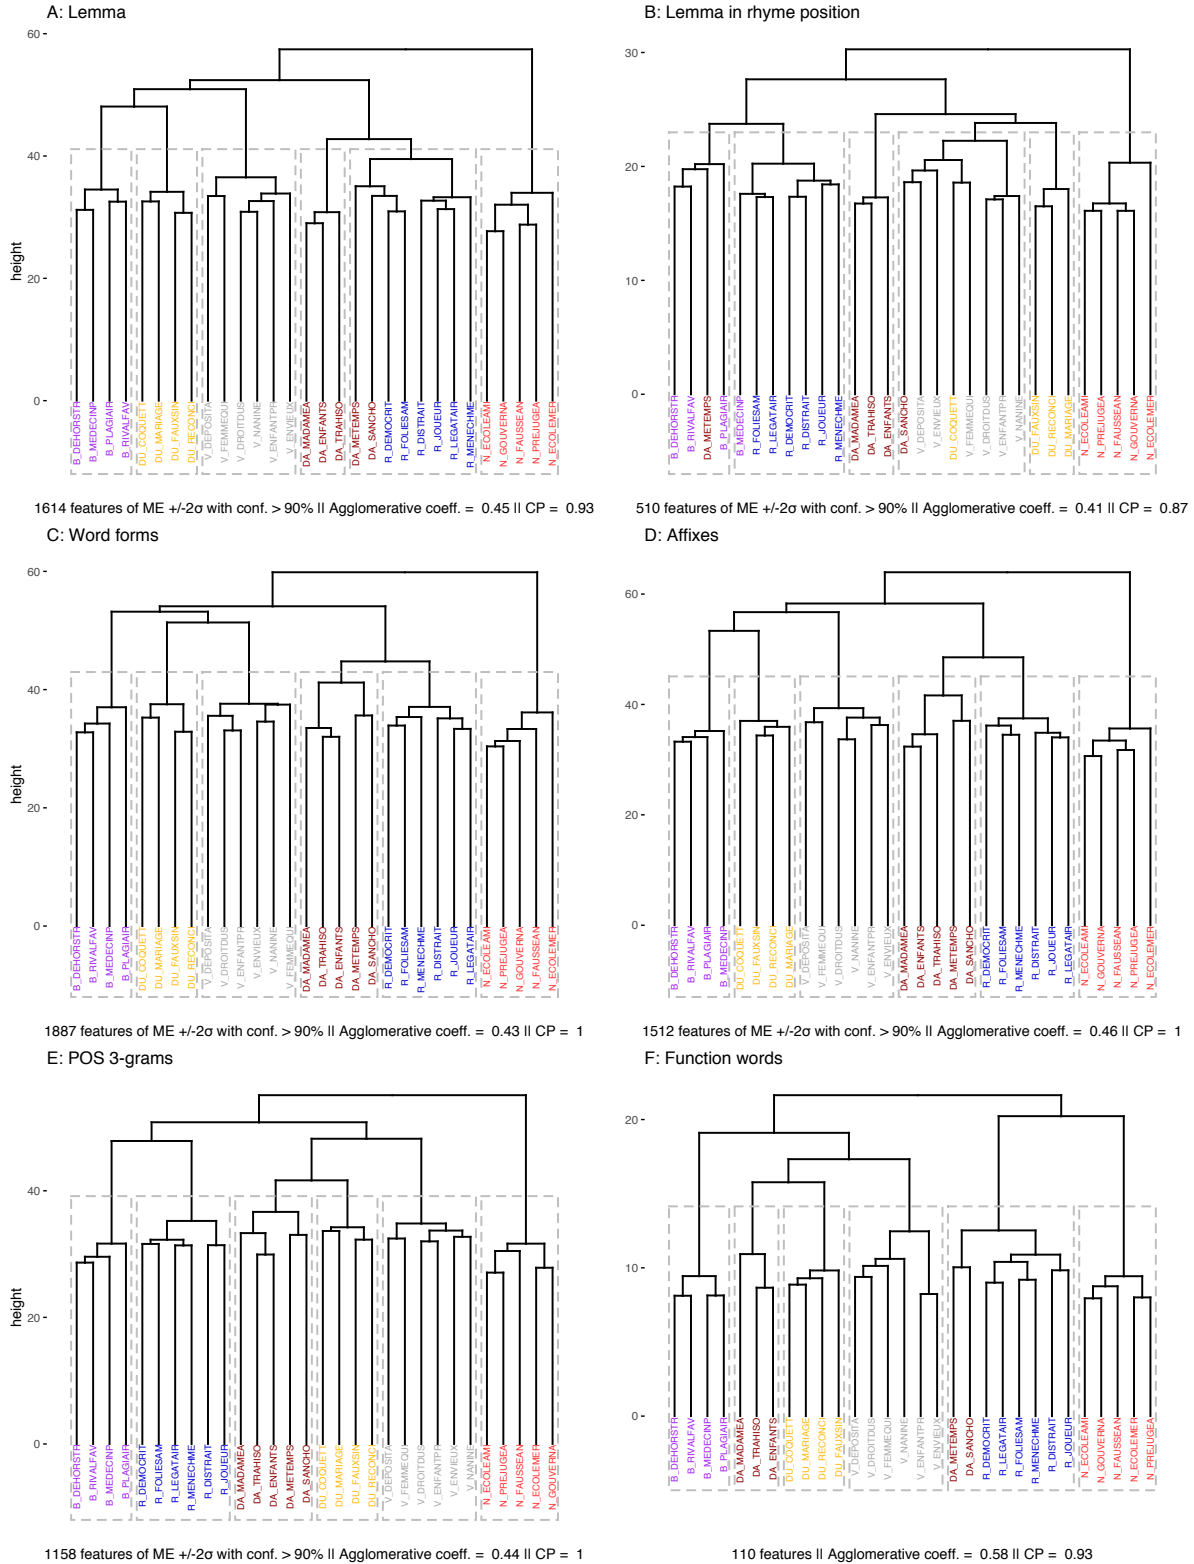 A: Lemma
60
40
20
0
height
B_DEHORSTR
B_MEDECINP
B_PLAGIAIR
B_RIVALFAV
DU_COQUETT
DU_MARIAGE
DU_FAUXSIN
DU_RECONCI
V_DEPOSITA
V_FEMMEQUI
V_DROITDUS
V_NANINE
V_ENFANTPR
V_ENVIEUX
DA_MADAMEA
DA_ENFANTS
DA_TRAHISO
DA_METEMPS
DA_SANCHO
R_DEMOCRIT
R_FOLIESAM
R_DISTRAIT
R_JOUEUR
R_LEGATAIR
R_MENECHME
N_ECOLEAMI
N_GOUVERNA
N_FAUSSEAN
N_PREJUGEA
N_ECOLEMER
1614 features of ME +/-2σ with conf. > 90% || Agglomerative coeff. = 0.45 || CP = 0.93
B: Lemma in rhyme position
30
20
10
0
B_DEHORSTR
B_RIVALFAV
DA_METEMPS
B_PLAGIAIR
B_MEDECINP
R_FOLIESAM
R_LEGATAIR
R_DEMOCRIT
R_DISTRAIT
R_JOUEUR
R_MENECHME
DA_MADAMEA
DA_TRAHISO
DA_ENFANTS
DA_SANCHO
V_DEPOSITA
V_ENVIEUX
DU_COQUETT
V_FEMMEQUI
V_DROITDUS
V_ENFANTPR
V_NANINE
DU_FAUXSIN
DU_RECONCI
DU_MARIAGE
N_ECOLEAMI
N_PREJUGEA
N_FAUSSEAN
N_GOUVERNA
N_ECOLEMER
510 features of ME +/-2σ with conf. > 90% || Agglomerative coeff. = 0.41 || CP = 0.87
C: Word forms
60
40
20
0
height
B_DEHORSTR
B_RIVALFAV
B_MEDECINP
B_PLAGIAIR
DU_COQUETT
DU_MARIAGE
DU_FAUXSIN
DU_RECONCI
V_DEPOSITA
V_DROITDUS
V_ENFANTPR
V_ENVIEUX
V_NANINE
V_FEMMEQUI
DA_MADAMEA
DA_TRAHISO
DA_ENFANTS
DA_METEMPS
DA_SANCHO
R_DEMOCRIT
R_FOLIESAM
R_MENECHME
R_DISTRAIT
R_JOUEUR
R_LEGATAIR
N_ECOLEAMI
N_PREJUGEA
N_GOUVERNA
N_FAUSSEAN
N_ECOLEMER
1887 features of ME +/-2σ with conf. > 90% || Agglomerative coeff. = 0.43 || CP = 1
D: Affixes
60
40
20
0
B_DEHORSTR
B_RIVALFAV
B_PLAGIAIR
B_MEDECINP
DU_COQUETT
DU_FAUXSIN
DU_RECONCI
DU_MARIAGE
V_DEPOSITA
V_FEMMEQUI
V_DROITDUS
V_NANINE
V_ENFANTPR
V_ENVIEUX
DA_MADAMEA
DA_ENFANTS
DA_TRAHISO
DA_METEMPS
DA_SANCHO
R_DEMOCRIT
R_FOLIESAM
R_MENECHME
R_DISTRAIT
R_JOUEUR
R_LEGATAIR
N_ECOLEAMI
N_GOUVERNA
N_FAUSSEAN
N_PREJUGEA
N_ECOLEMER
1512 features of ME +/-2σ with conf. > 90% || Agglomerative coeff. = 0.46 || CP = 1
E: POS 3-grams
40
20
0
height
B_DEHORSTR
B_RIVALFAV
B_MEDECINP
B_PLAGIAIR
R_DEMOCRIT
R_FOLIESAM
R_LEGATAIR
R_MENECHME
R_DISTRAIT
R_JOUEUR
DA_MADAMEA
DA_TRAHISO
DA_ENFANTS
DA_METEMPS
DA_SANCHO
DU_COQUETT
DU_MARIAGE
DU_FAUXSIN
DU_RECONCI
V_DEPOSITA
V_FEMMEQUI
V_DROITDUS
V_ENFANTPR
V_ENVIEUX
V_NANINE
N_ECOLEAMI
N_PREJUGEA
N_FAUSSEAN
N_ECOLEMER
N_GOUVERNA
1158 features of ME +/-2σ with conf. > 90% || Agglomerative coeff. = 0.44 || CP = 1
F: Function words
20
10
0
B_DEHORSTR
B_RIVALFAV
B_MEDECINP
B_PLAGIAIR
DA_MADAMEA
DA_TRAHISO
DA_ENFANTS
DU_COQUETT
DU_MARIAGE
DU_RECONCI
DU_FAUXSIN
V_DEPOSITA
V_DROITDUS
V_FEMMEQUI
V_NANINE
V_ENFANTPR
V_ENVIEUX
DA_METEMPS
DA_SANCHO
R_DEMOCRIT
R_LEGATAIR
R_FOLIESAM
R_MENECHME
R_DISTRAIT
R_JOUEUR
N_ECOLEAMI
N_GOUVERNA
N_FAUSSEAN
N_ECOLEMER
N_PREJUGEA
110 features || Agglomerative coeff. = 0.58 || CP = 0.93